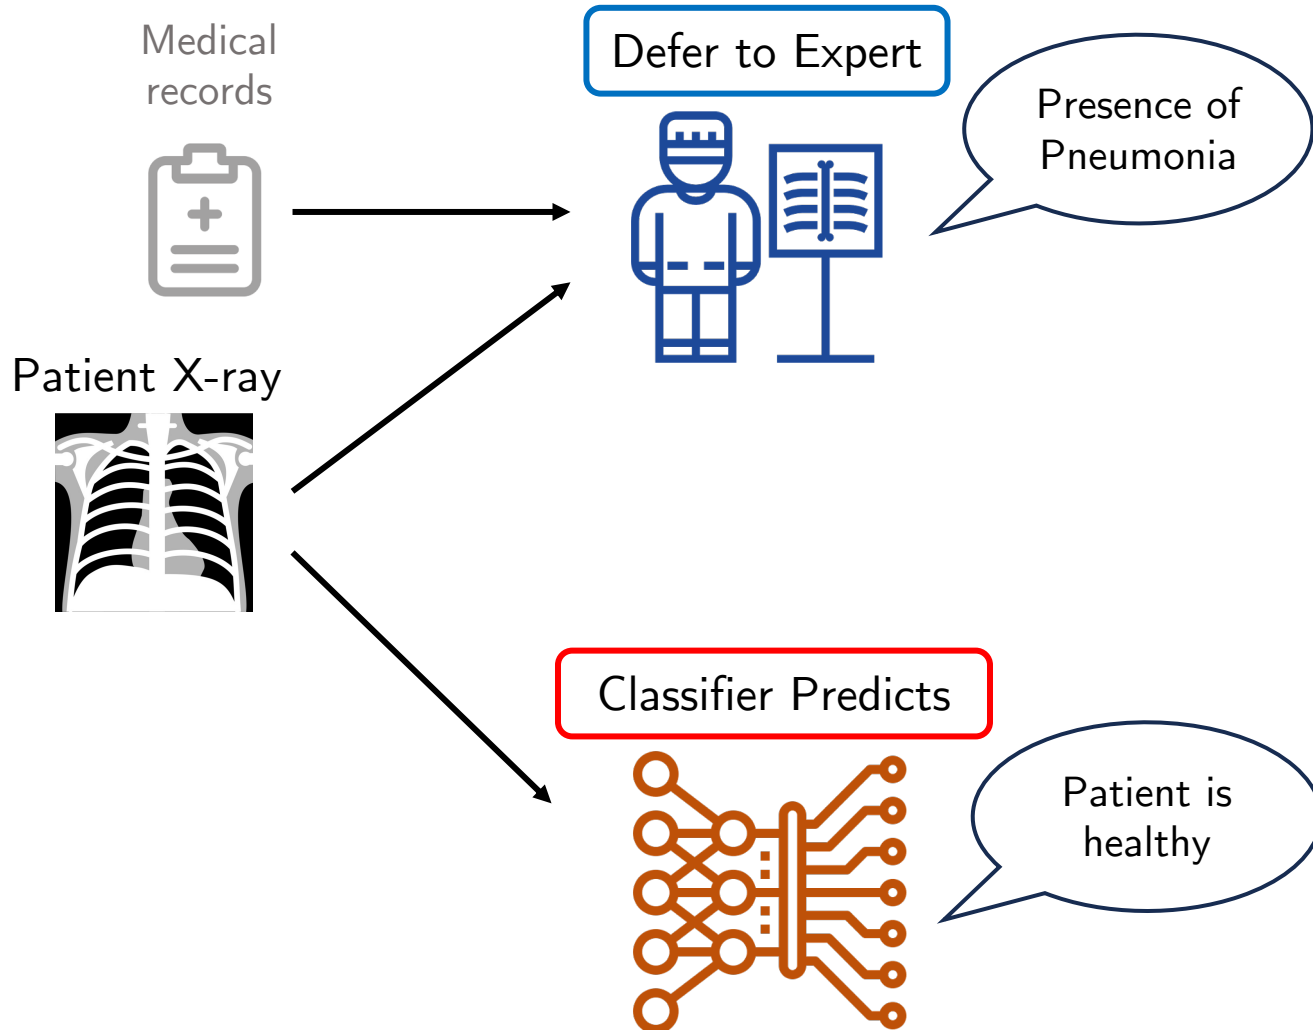 Medical
records
Defer to Expert
Presence of
Pneumonia
Patient X-ray
Classifier Predicts
Patient is
healthy